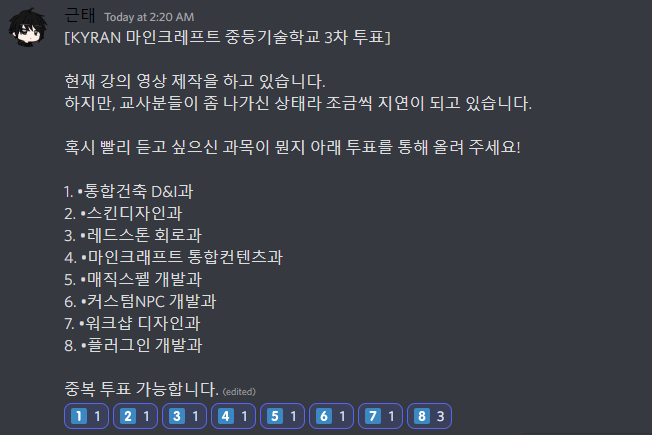 근태 Today at 2:20 AM
[KYRAN 마인크레프트 중등기술학교 3차 투표]
현재 강의 영상 제작을 하고 있습니다.
하지만, 교사분들이 좀 나가신 상태라 조금씩 지연이 되고 있습니다.
혹시 빨리 듣고 싶으신 과목이 뭔지 아래 투표를 통해 올려 주세요!
1. •통합건축 D&I과
2. •스킨디자인과
3. •레드스톤 회로과
4. •마인크래프트 통합컨텐츠과
5. •매직스펠 개발과
6. •커스텀NPC 개발과
7. •워크샵 디자인과
8. •플러그인 개발과
중복 투표 가능합니다. (edited)
1 1 2 1 3 1 4 1 5 1 6 1 7 1 8 3